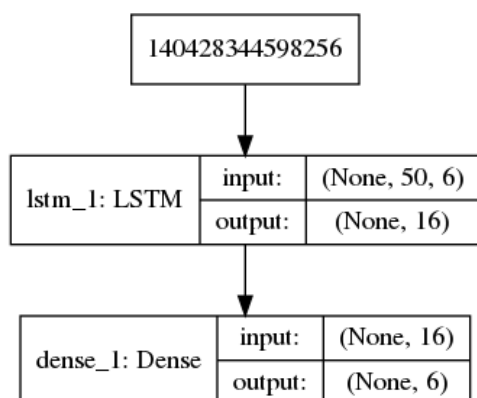 140428344598256
lstm_1: LSTM
input:
(None, 50, 6)
output:
(None, 16)
dense_1: Dense
input:
(None, 16)
output:
(None, 6)